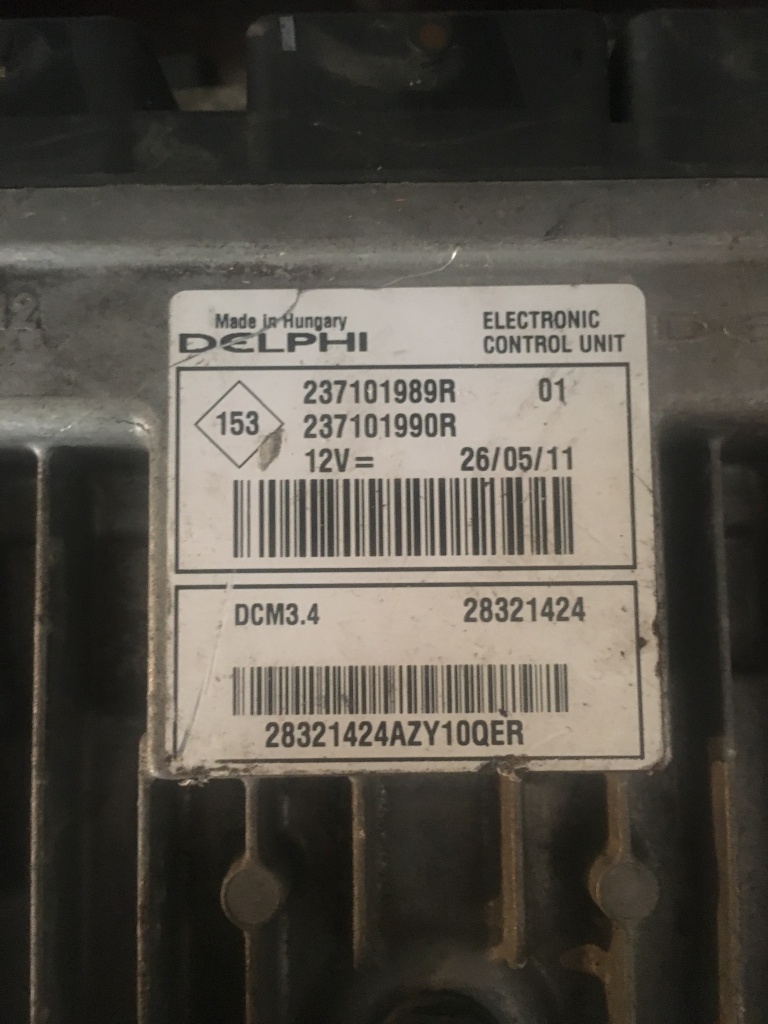 Made in Hungary
DELPHI
ELECTRONIC
CONTROL UNIT
153
237101989R 01
237101990R
12V= 26/05/11
DCM3.4 28321424
28321424AZY10QER
12